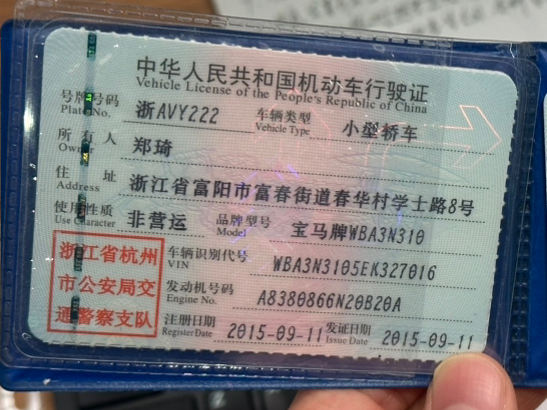 中华人民共和国机动车行驶证
Vehicle License of the People's Republic of China
号牌号码 浙AVY222 车辆类型 小型轿车
Plate No. Vehicle Type
所有人 郑琦
Owner
住址 浙江省富阳市富春街道春华村学士路8号
Address
使用性质 非营运 品牌型号 宝马牌WBA3N310
Use Character Model
浙江省杭州
市公安局交
通警察支队
车辆识别代号 WBA3N3105EK327016
VIN
发动机号码 A8380866N20B20A
Engine No.
注册日期 2015-09-11 发证日期 2015-09-11
Register Date Issue Date